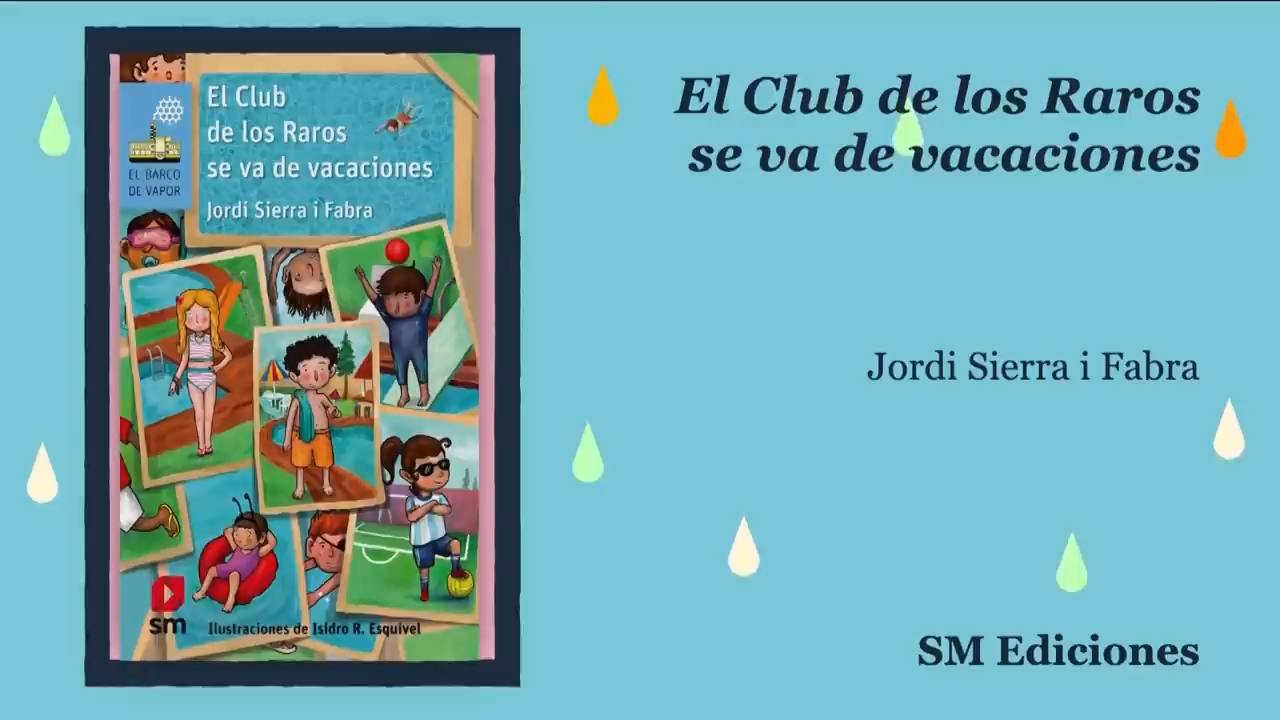 El Club
de los Raros
se va de vacaciones
Jordi Sierra i Fabra
EL BARCO
DE VAPOR
sm
Ilustraciones de Isidro R. Esquivel
El Club de los Raros
se va de vacaciones
Jordi Sierra i Fabra
SM Ediciones